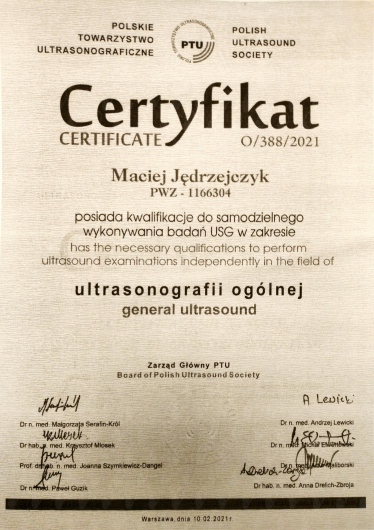 POLSKIE
TOWARZYSTWO
ULTRASONOGRAFICZNE
PTU
POLISH
ULTRASOUND
SOCIETY
Certyfikat
CERTIFICATE O/388/2021
Maciej Jędrzejczyk
PWZ - 1166304
posiada kwalifikacje do samodzielnego
wykonywania badań USG w zakresie
has the necessary qualifications to perform
ultrasound examinations independently in the field of
ultrasonografii ogólnej
general ultrasound
Zarząd Główny PTU
Board of Polish Ultrasound Society
A Lewicki
Dr n. med. Małgorzata Serafin-Król
Dr n. med. Andrzej Lewicki
Dr hab. n. med. Krzysztof Mlosek
Dr n. med. Michał
Prof. dr hab. n. med. Joanna Szymkiewicz-Dangel
Dr n. Paweł Guzik
Dr hab. n. med. Anna Drelich-Zbroja
Warszawa, dnia 10.02.2021r.